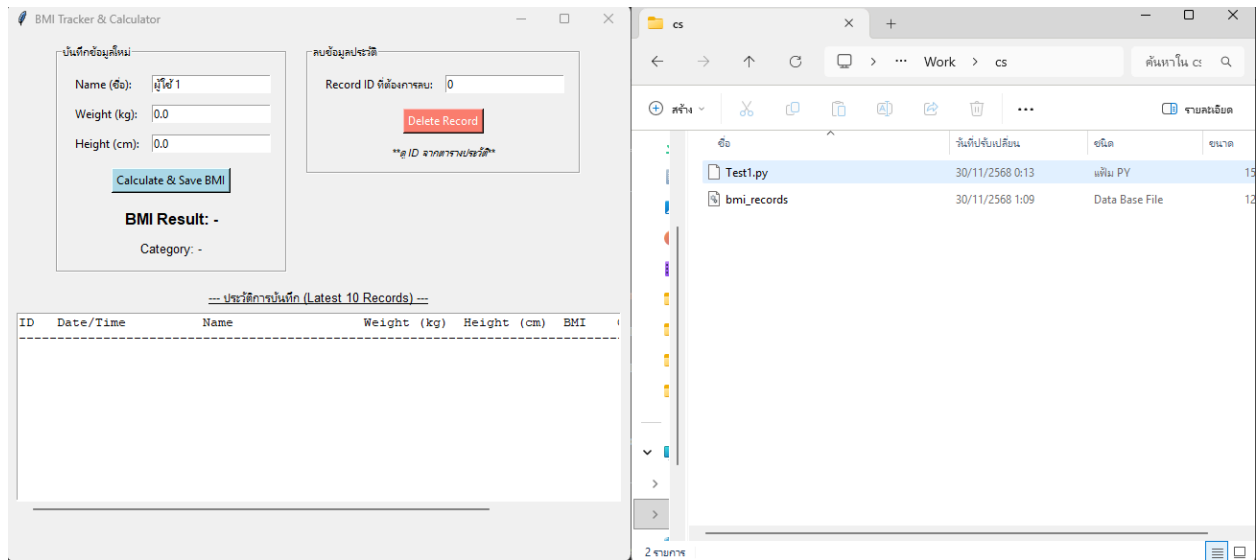 BMI Tracker & Calculator
บันทึกข้อมูลใหม่
Name (ชื่อ): ผู้ใช้ 1
Weight (kg): 0.0
Height (cm): 0.0
Calculate & Save BMI
BMI Result: -
Category: -
ลบข้อมูลประวัติ
Record ID ที่ต้องการลบ: 0
Delete Record
**ดู ID จากตารางประวัติ**
--- ประวัติการบันทึก (Latest 10 Records) ---
ID Date/Time Name Weight (kg) Height (cm) BMI
cs
Work > cs
ค้นหาใน cs
สร้าง
รายละเอียด
ชื่อ วันที่ปรับเปลี่ยน ชนิด ขนาด
Test1.py 30/11/2568 0:13 แฟ้ม PY 15
bmi_records 30/11/2568 1:09 Data Base File 12
2 รายการ